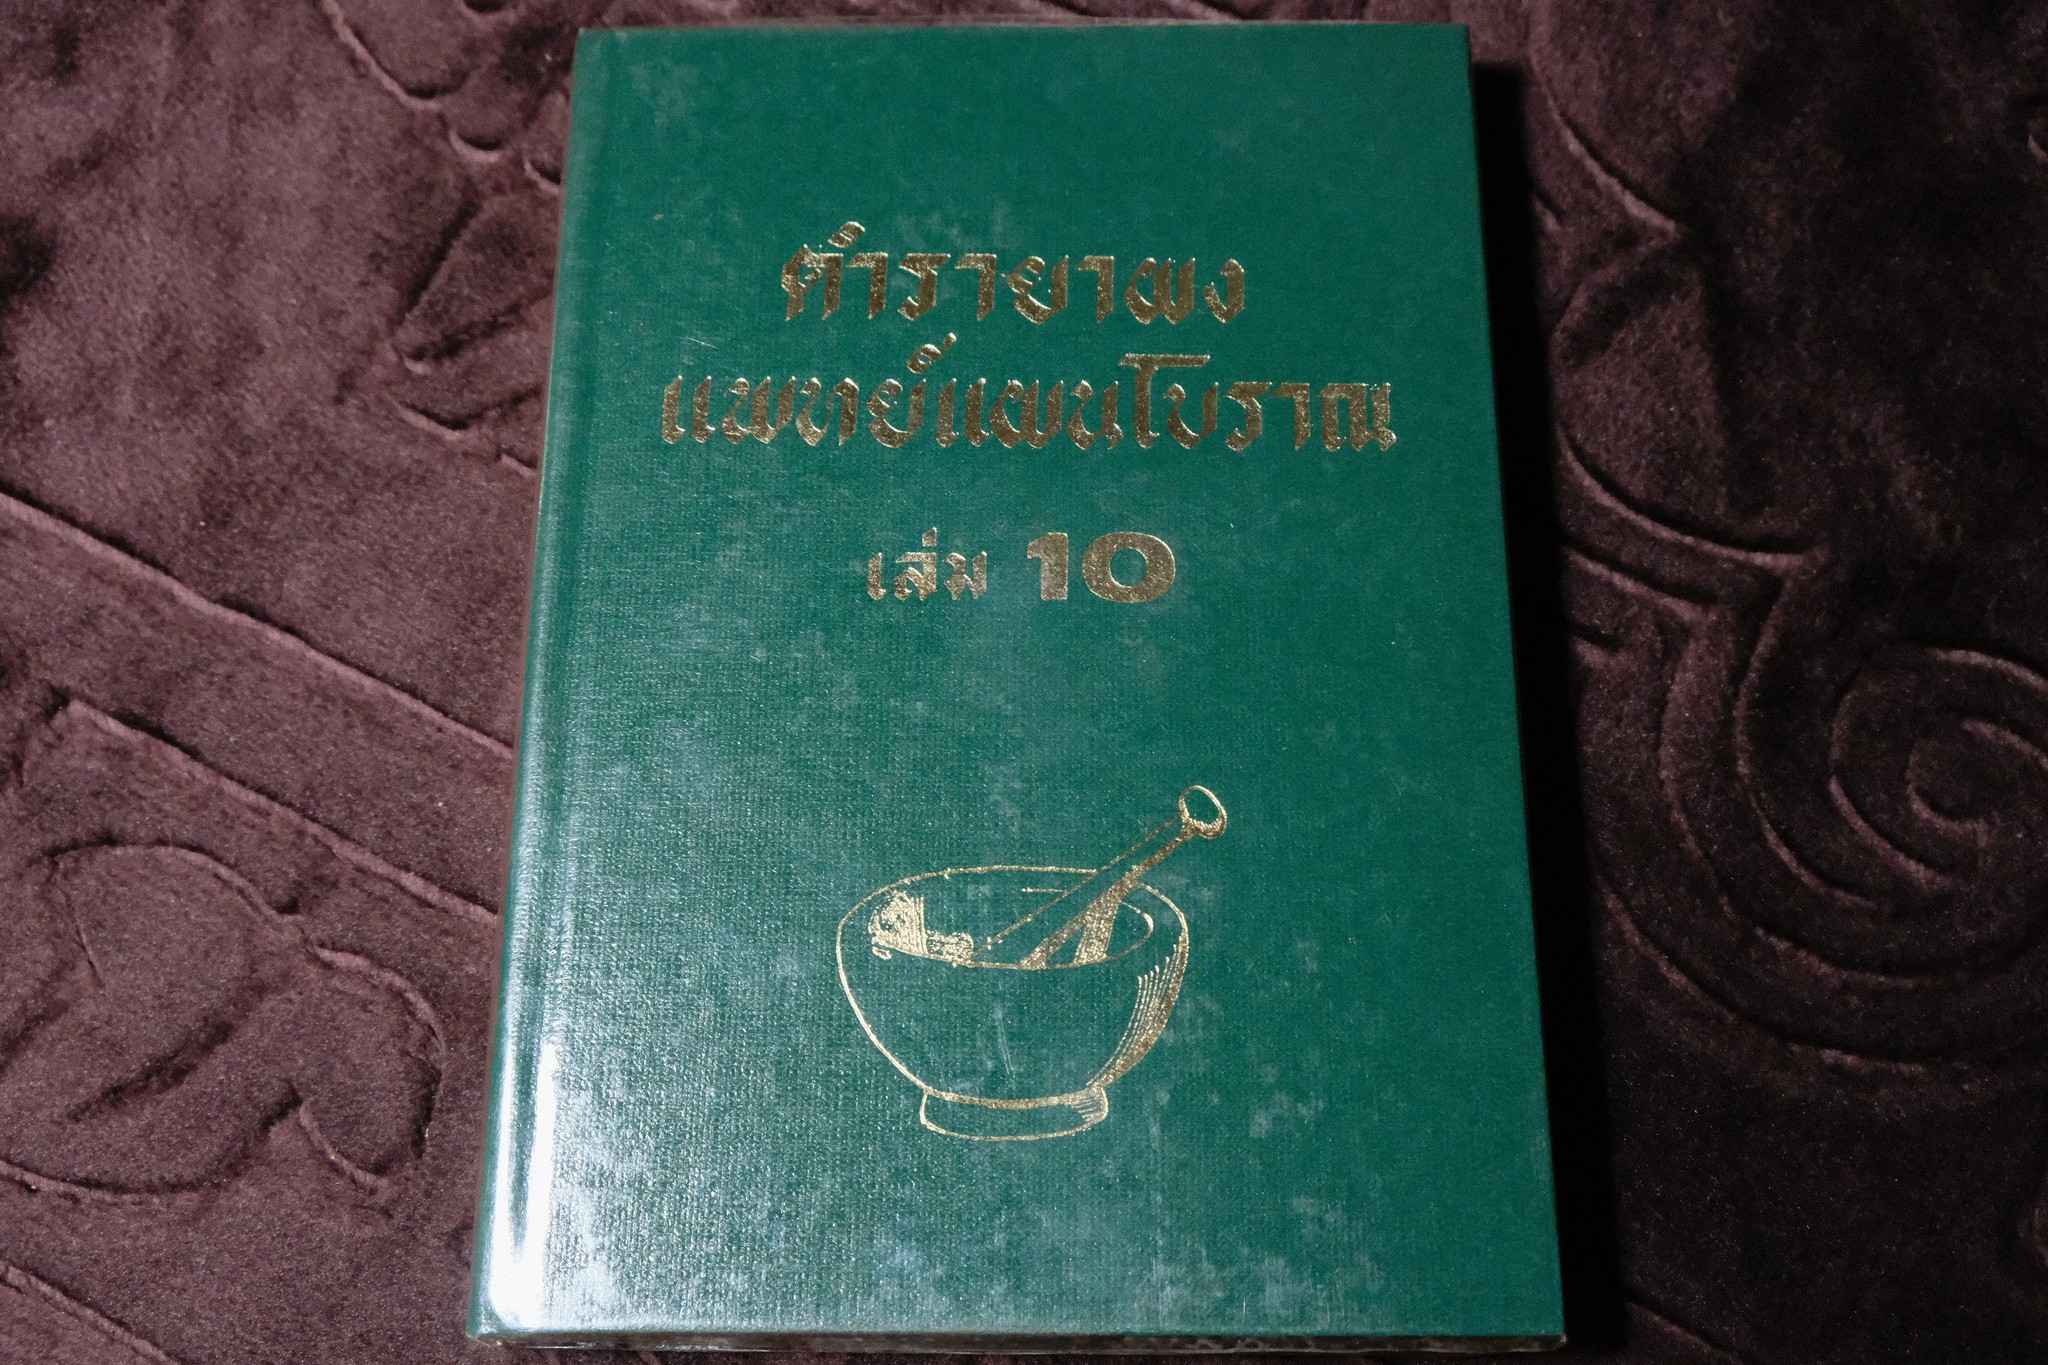 ตำรายาผง
แพทย์แผนโบราณ
เล่ม 10